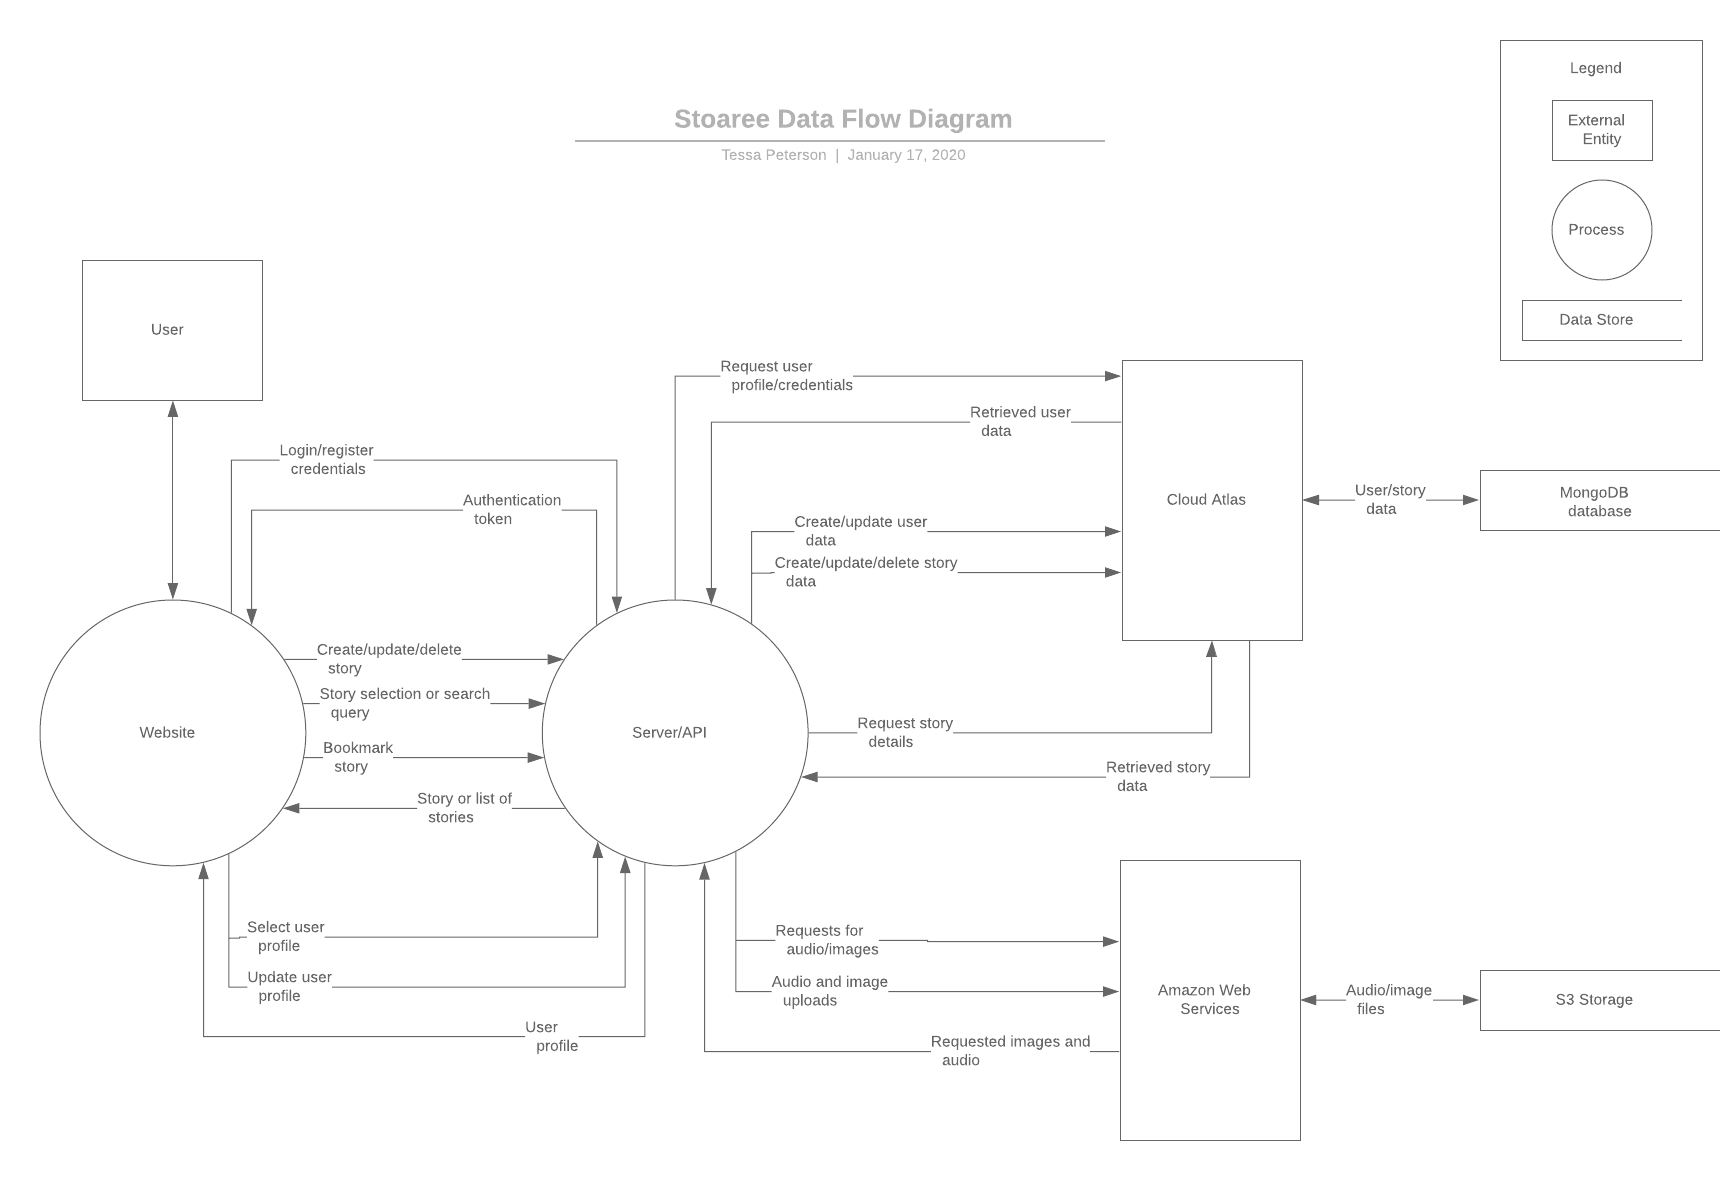 Stoaree Data Flow Diagram
Tessa Peterson | January 17, 2020
Legend
External
Entity
Process
Data Store
User
Login/register
credentials
Authentication
token
Website
Create/update/delete
story
Story selection or search
query
Bookmark
story
Story or list of
stories
Select user
profile
Update user
profile
User
profile
Server/API
Request user
profile/credentials
Retrieved user
data
Create/update user
data
Create/update/delete story
data
Request story
details
Retrieved story
data
Requests for
audio/images
Audio and image
uploads
Requested images and
audio
Cloud Atlas
User/story
data
MongoDB
database
Amazon Web
Services
Audio/image
files
S3 Storage